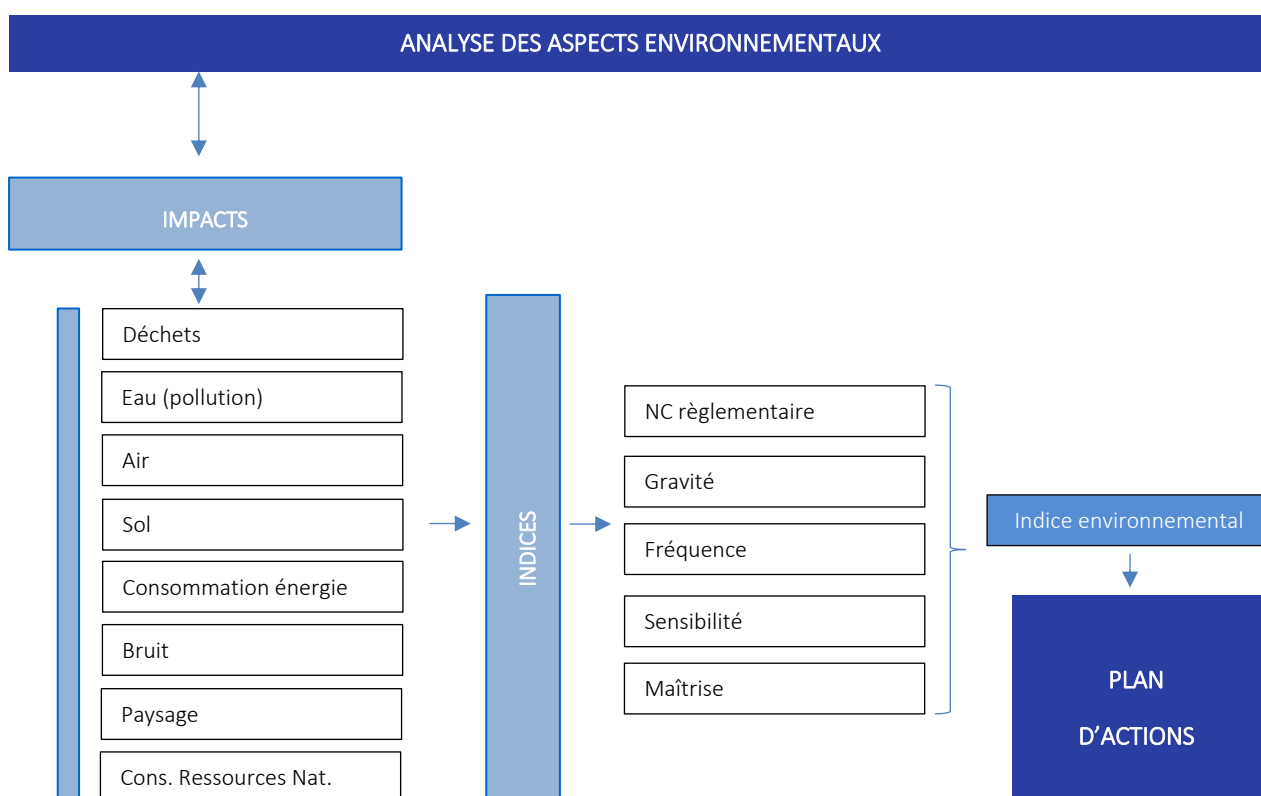 ANALYSE DES ASPECTS ENVIRONNEMENTAUX
IMPACTS
Déchets
Eau (pollution)
Air
Sol
Consommation énergie
Bruit
Paysage
Cons. Ressources Nat.
INDICES
NC règlementaire
Gravité
Fréquence
Sensibilité
Maîtrise
Indice environnemental
PLAN
D’ACTIONS